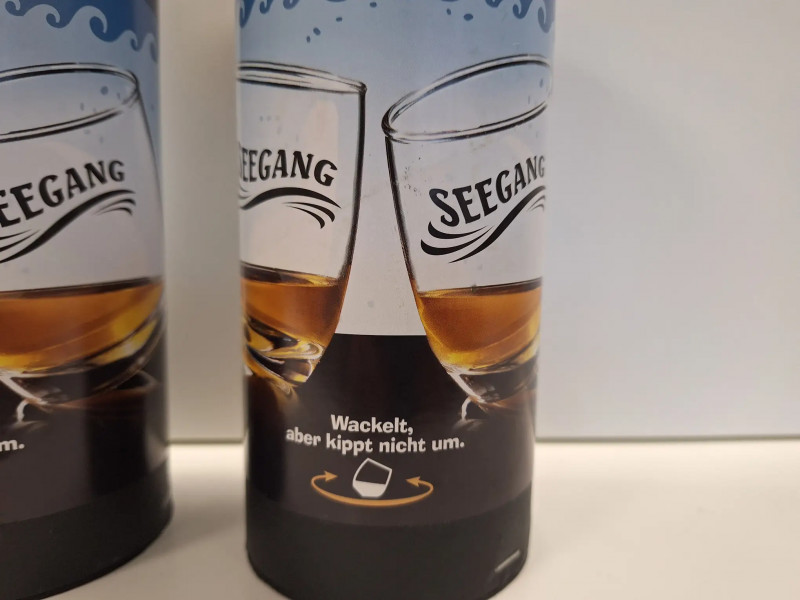 EEGANG
m.
EEGANG
SEEGANG
Wackelt,
aber kippt nicht um.